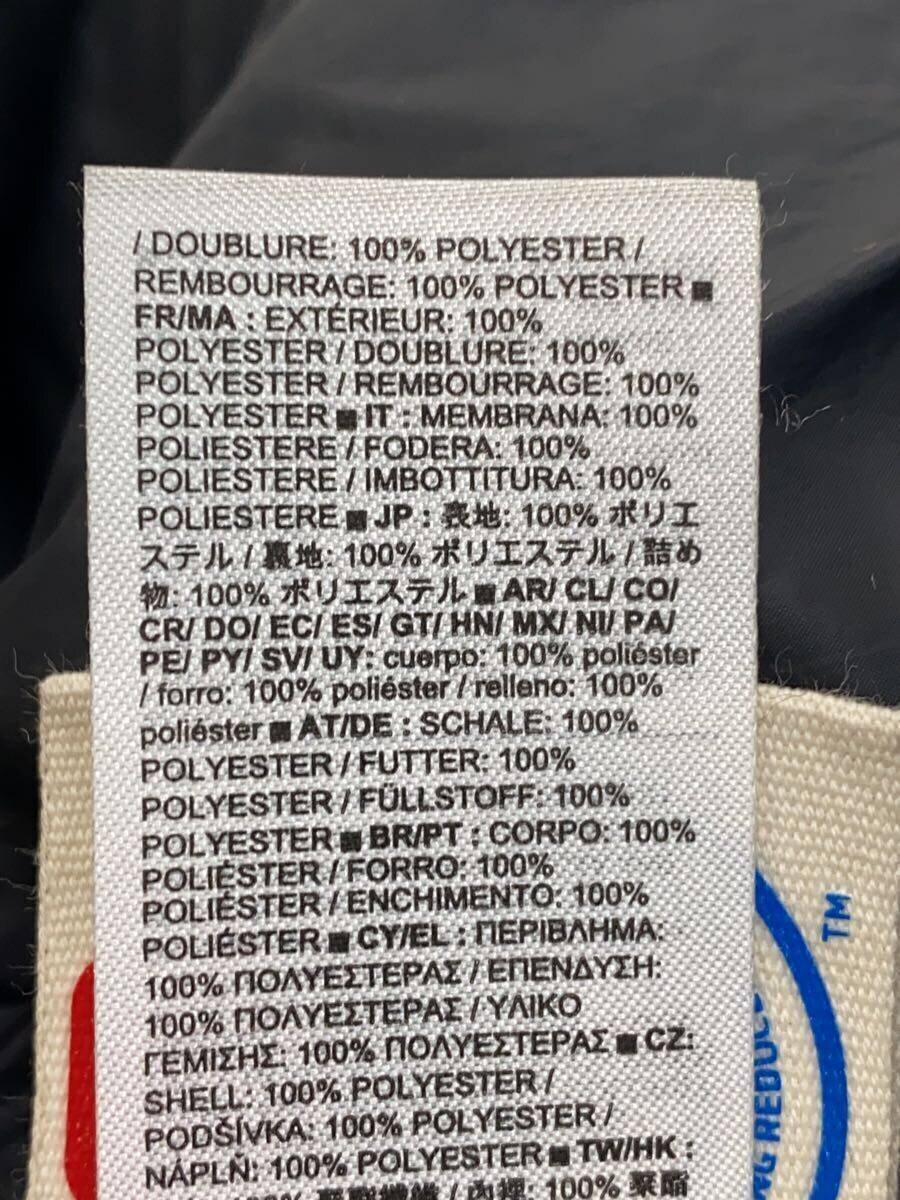 / DOUBLURE: 100% POLYESTER /
REMBOURRAGE: 100% POLYESTER ■
FR/MA : EXTÉRIEUR: 100%
POLYESTER / DOUBLURE: 100%
POLYESTER / REMBOURRAGE: 100%
POLYESTER ■ IT : MEMBRANA: 100%
POLIESTERE / FODERA: 100%
POLIESTERE / IMBOTTITURA: 100%
POLIESTERE ■ JP : 表地: 100% ポリエ
ステル / 裏地: 100% ポリエステル / 詰め
物: 100% ポリエステル ■ AR/ CL/ CO/
CR/ DO/ EC/ ES/ GT/ HN/ MX/ NI/ PA/
PE/ PY/ SV/ UY: cuerpo: 100% poliéster
/ forro: 100% poliéster / relleno: 100%
poliéster ■ AT/DE : SCHALE: 100%
POLYESTER / FUTTER: 100%
POLYESTER / FÜLLSTOFF: 100%
POLYESTER ■ BR/PT : CORPO: 100%
POLIÉSTER / FORRO: 100%
POLIÉSTER / ENCHIMENTO: 100%
POLIÉSTER ■ CY/EL : ΠΕΡΙΒΛΗΜΑ:
100% ΠΟΛΥΕΣΤΕΡΑΣ / ΕΠΕΝΔΥΣΗ:
100% ΠΟΛΥΕΣΤΕΡΑΣ / ΥΛΙΚΟ
ΓΕΜΙΣΗΣ: 100% ΠΟΛΥΕΣΤΕΡΑΣ ■ CZ:
SHELL: 100% POLYESTER /
PODŠÍVKA: 100% POLYESTER /
NÁPLŇ: 100% POLYESTER ■ TW/HK :
/ 內裡: 100% 聚酯
TM
REDUC